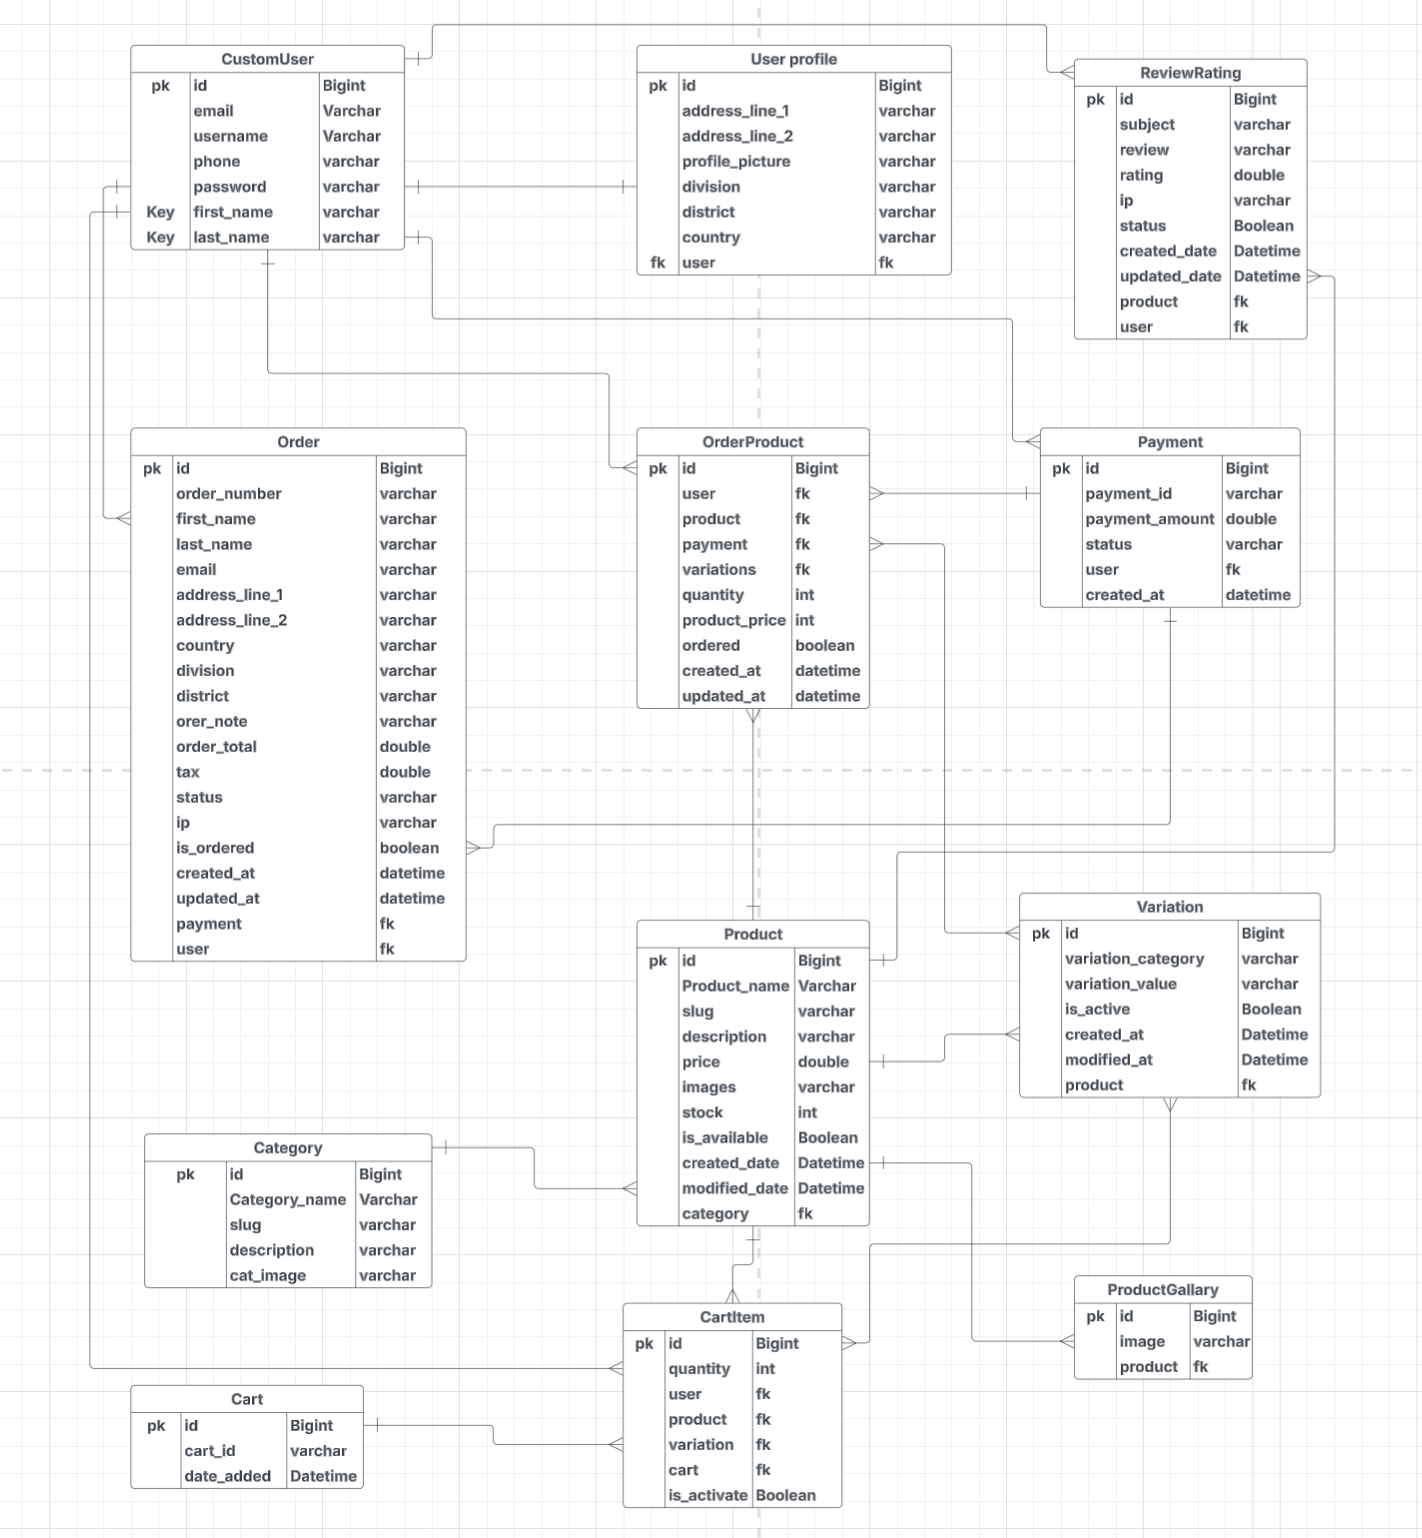 CustomUser
pk id Bigint
email Varchar
username Varchar
phone varchar
password varchar
Key first_name varchar
Key last_name varchar
User profile
pk id Bigint
address_line_1 varchar
address_line_2 varchar
profile_picture varchar
division varchar
district varchar
country varchar
fk user fk
ReviewRating
pk id Bigint
subject varchar
review varchar
rating double
ip varchar
status Boolean
created_date Datetime
updated_date Datetime
product fk
user fk
Order
pk id Bigint
order_number varchar
first_name varchar
last_name varchar
email varchar
address_line_1 varchar
address_line_2 varchar
country varchar
division varchar
district varchar
orer_note varchar
order_total double
tax double
status varchar
ip varchar
is_ordered boolean
created_at datetime
updated_at datetime
payment fk
user fk
OrderProduct
pk id Bigint
user fk
product fk
payment fk
variations fk
quantity int
product_price int
ordered boolean
created_at datetime
updated_at datetime
Payment
pk id Bigint
payment_id varchar
payment_amount double
status varchar
user fk
created_at datetime
Product
pk id Bigint
Product_name Varchar
slug varchar
description varchar
price double
images varchar
stock int
is_available Boolean
created_date Datetime
modified_date Datetime
category fk
Variation
pk id Bigint
variation_category varchar
variation_value varchar
is_active Boolean
created_at Datetime
modified_at Datetime
product fk
Category
pk id Bigint
Category_name Varchar
slug varchar
description varchar
cat_image varchar
CartItem
pk id Bigint
quantity int
user fk
product fk
variation fk
cart fk
is_activate Boolean
ProductGallary
pk id Bigint
image varchar
product fk
Cart
pk id Bigint
cart_id varchar
date_added Datetime